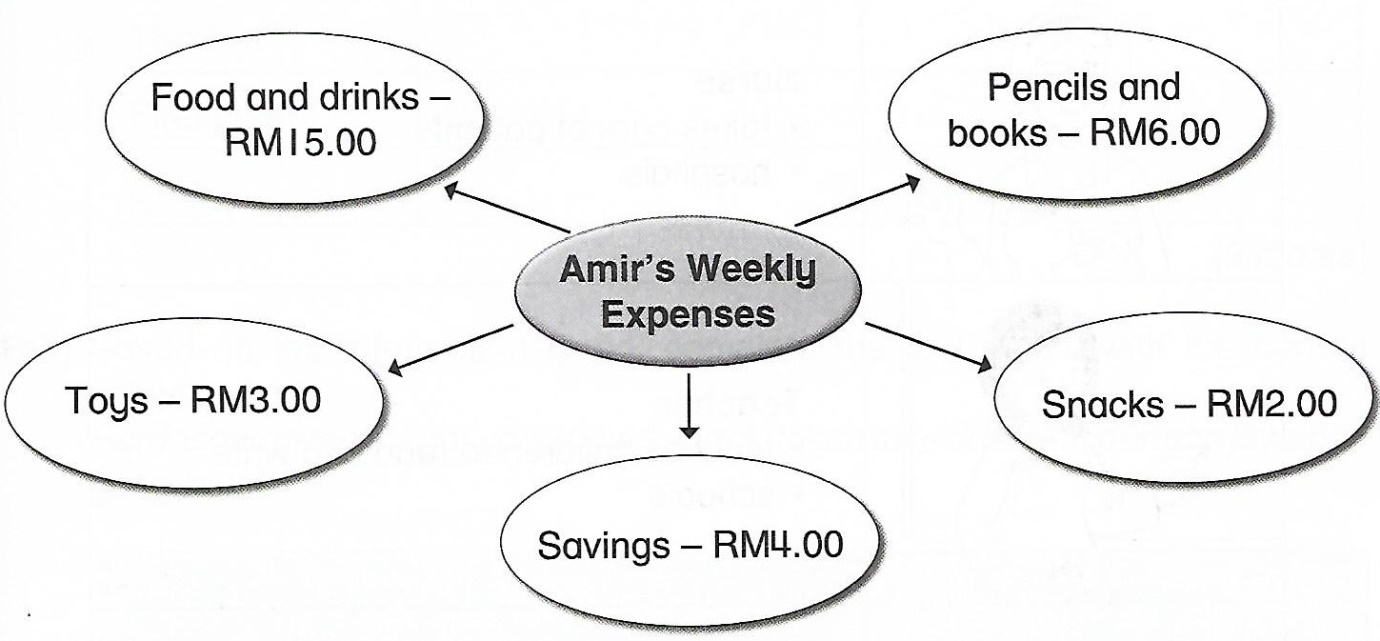 Food and drinks –
RM15.00
Pencils and
books – RM6.00
Amir's Weekly
Expenses
Toys – RM3.00
Snacks – RM2.00
Savings – RM4.00